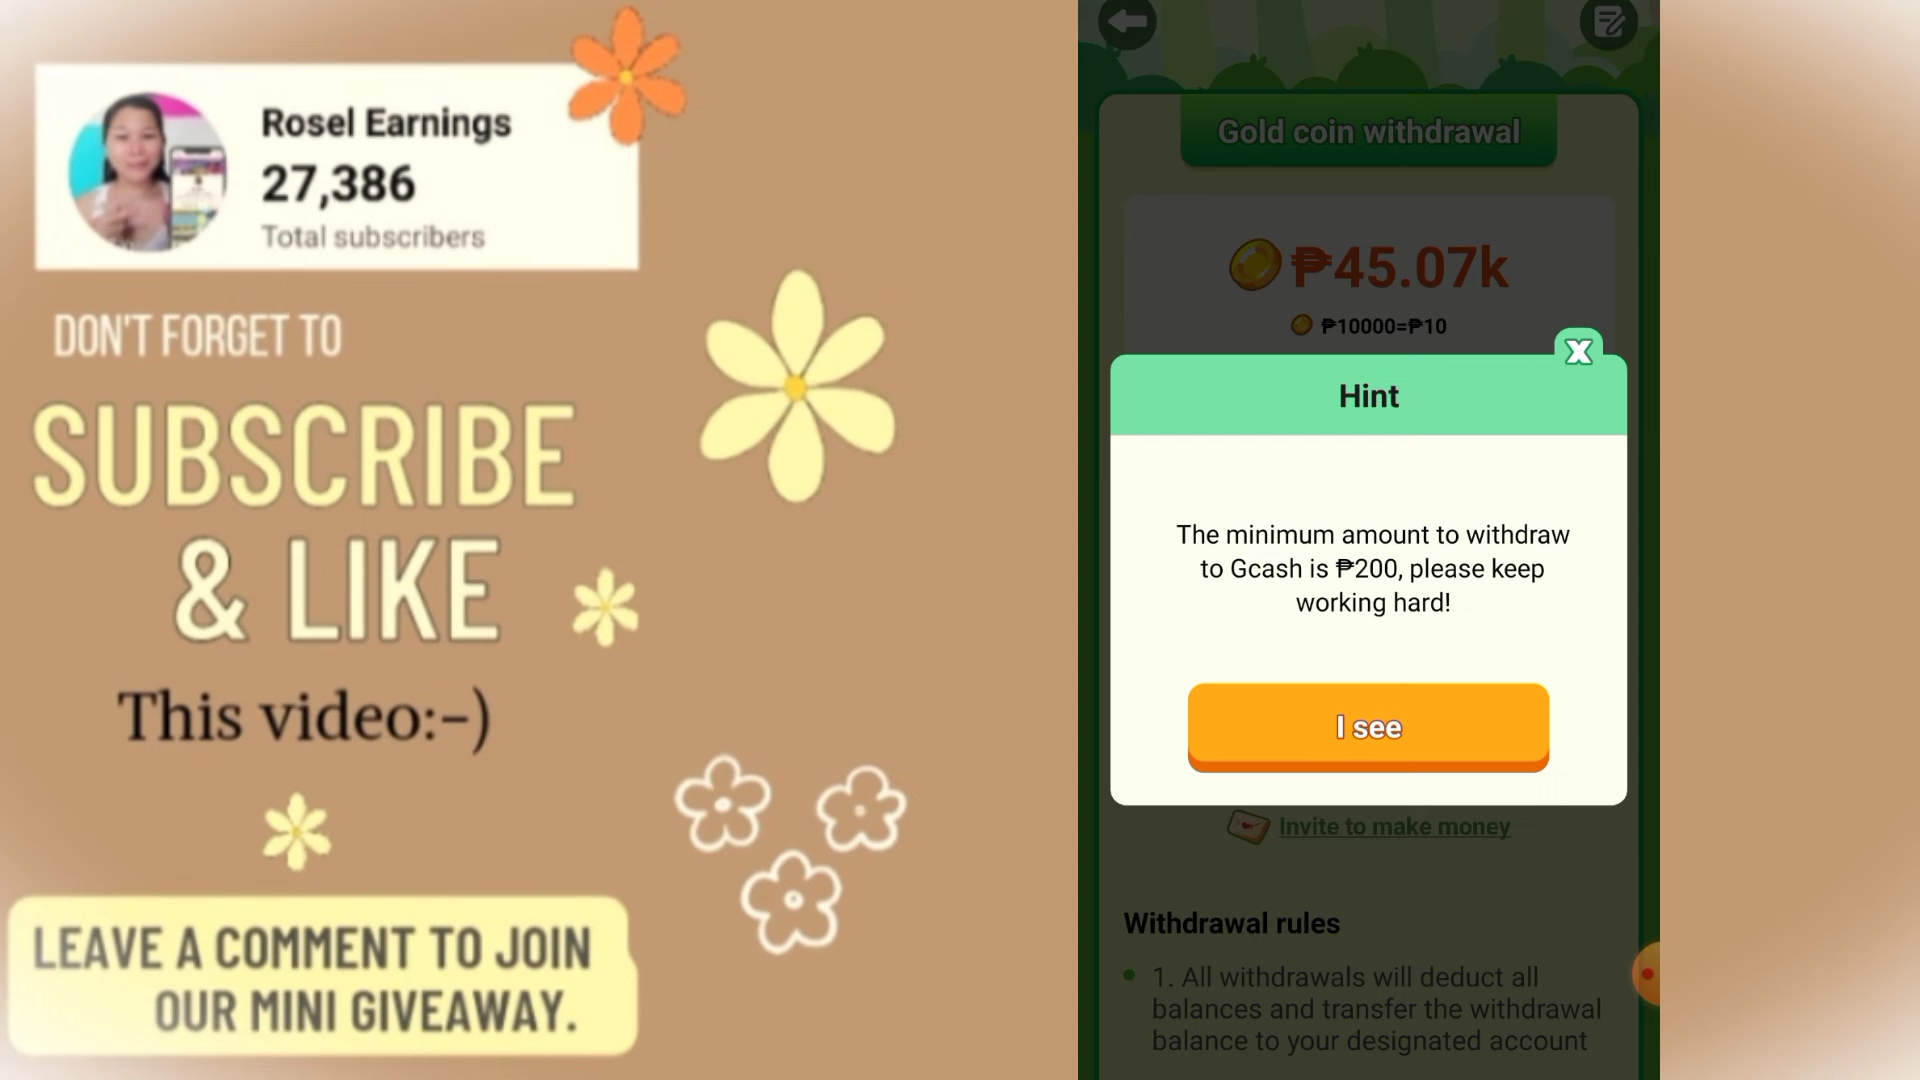 Rosel Earnings
27,386
Total subscribers
DON'T FORGET TO
SUBSCRIBE
& LIKE
This video:-)
LEAVE A COMMENT TO JOIN
OUR MINI GIVEAWAY.
Gold coin withdrawal
₱45.07k
₱10000=₱10
X
Hint
The minimum amount to withdraw
to Gcash is ₱200, please keep
working hard!
I see
Invite to make money
Withdrawal rules
1. All withdrawals will deduct all
balances and transfer the withdrawal
balance to your designated account